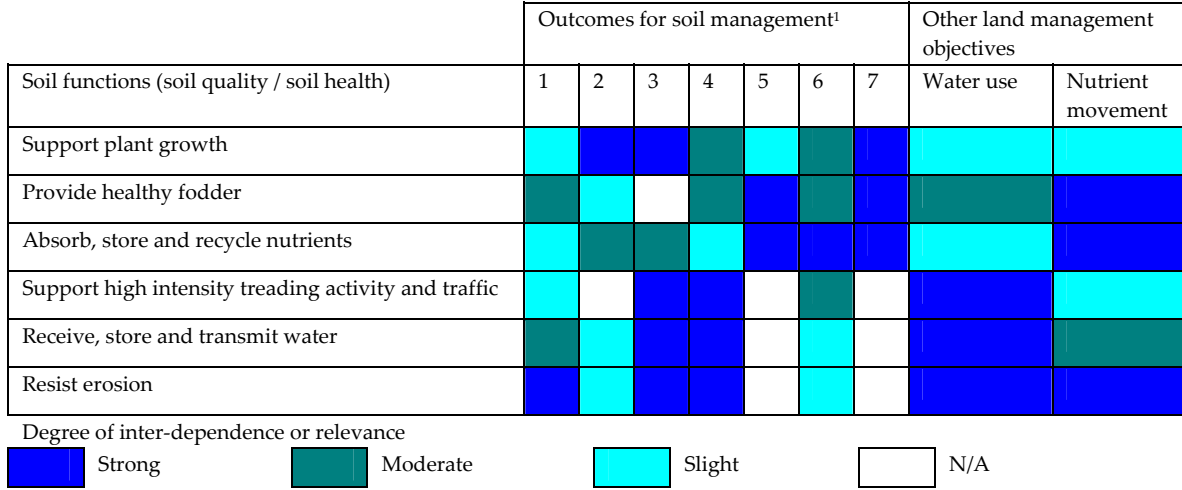 Outcomes for soil management¹ Other land management
objectives
Soil functions (soil quality / soil health) 1 2 3 4 5 6 7 Water use Nutrient
movement
Support plant growth
Provide healthy fodder
Absorb, store and recycle nutrients
Support high intensity treading activity and traffic
Receive, store and transmit water
Resist erosion
Degree of inter-dependence or relevance
Strong Moderate Slight N/A